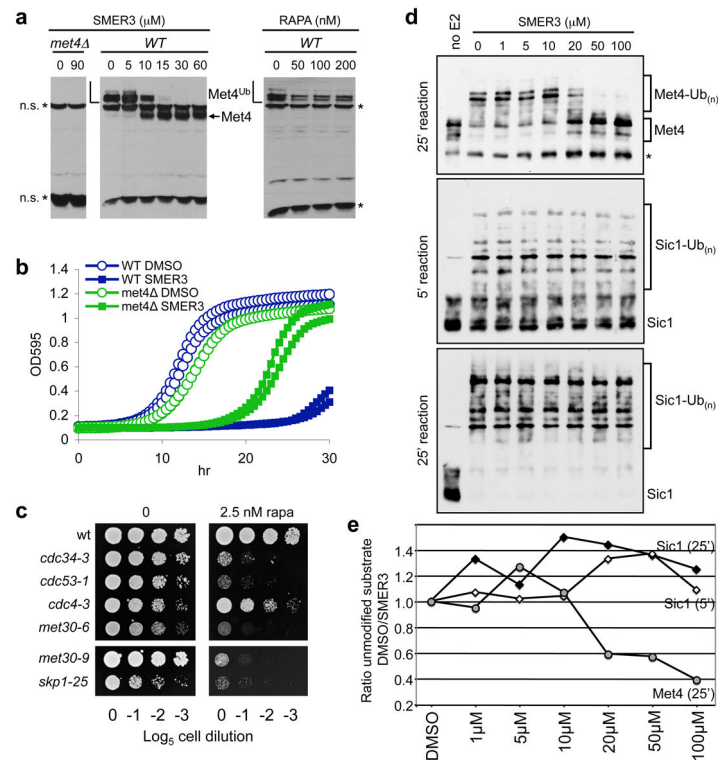 a
SMER3 (µM)
RAPA (nM)
met4Δ
WT
WT
0 90
0 5 10 15 30 60
0 50 100 200
Met4Ub
n.s. *
*
Met4
n.s. *
*
b
WT DMSO
WT SMER3
met4Δ DMSO
met4Δ SMER3
OD595
1.4
1.2
1
0.8
0.6
0.4
0.2
0
0 10 20 30
hr
c
0
2.5 nM rapa
wt
cdc34-3
cdc53-1
cdc4-3
met30-6
met30-9
skp1-25
0 -1 -2 -3
0 -1 -2 -3
Log5 cell dilution
d
no E2
SMER3 (µM)
0 1 5 10 20 50 100
25' reaction
Met4-Ub(n)
Met4
*
5' reaction
Sic1-Ub(n)
Sic1
25' reaction
Sic1-Ub(n)
Sic1
e
Ratio unmodified substrate
DMSO/SMER3
1.4
1.2
1.0
0.8
0.6
0.4
0.2
Sic1 (25')
Sic1 (5')
Met4 (25')
DMSO
1µM
5µM
10µM
20µM
50µM
100µM